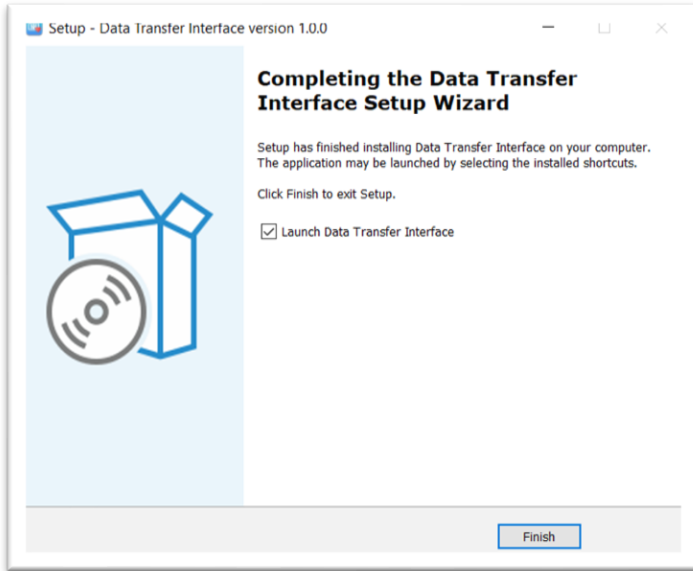 Setup - Data Transfer Interface version 1.0.0
Completing the Data Transfer
Interface Setup Wizard
Setup has finished installing Data Transfer Interface on your computer.
The application may be launched by selecting the installed shortcuts.
Click Finish to exit Setup.
Launch Data Transfer Interface
Finish